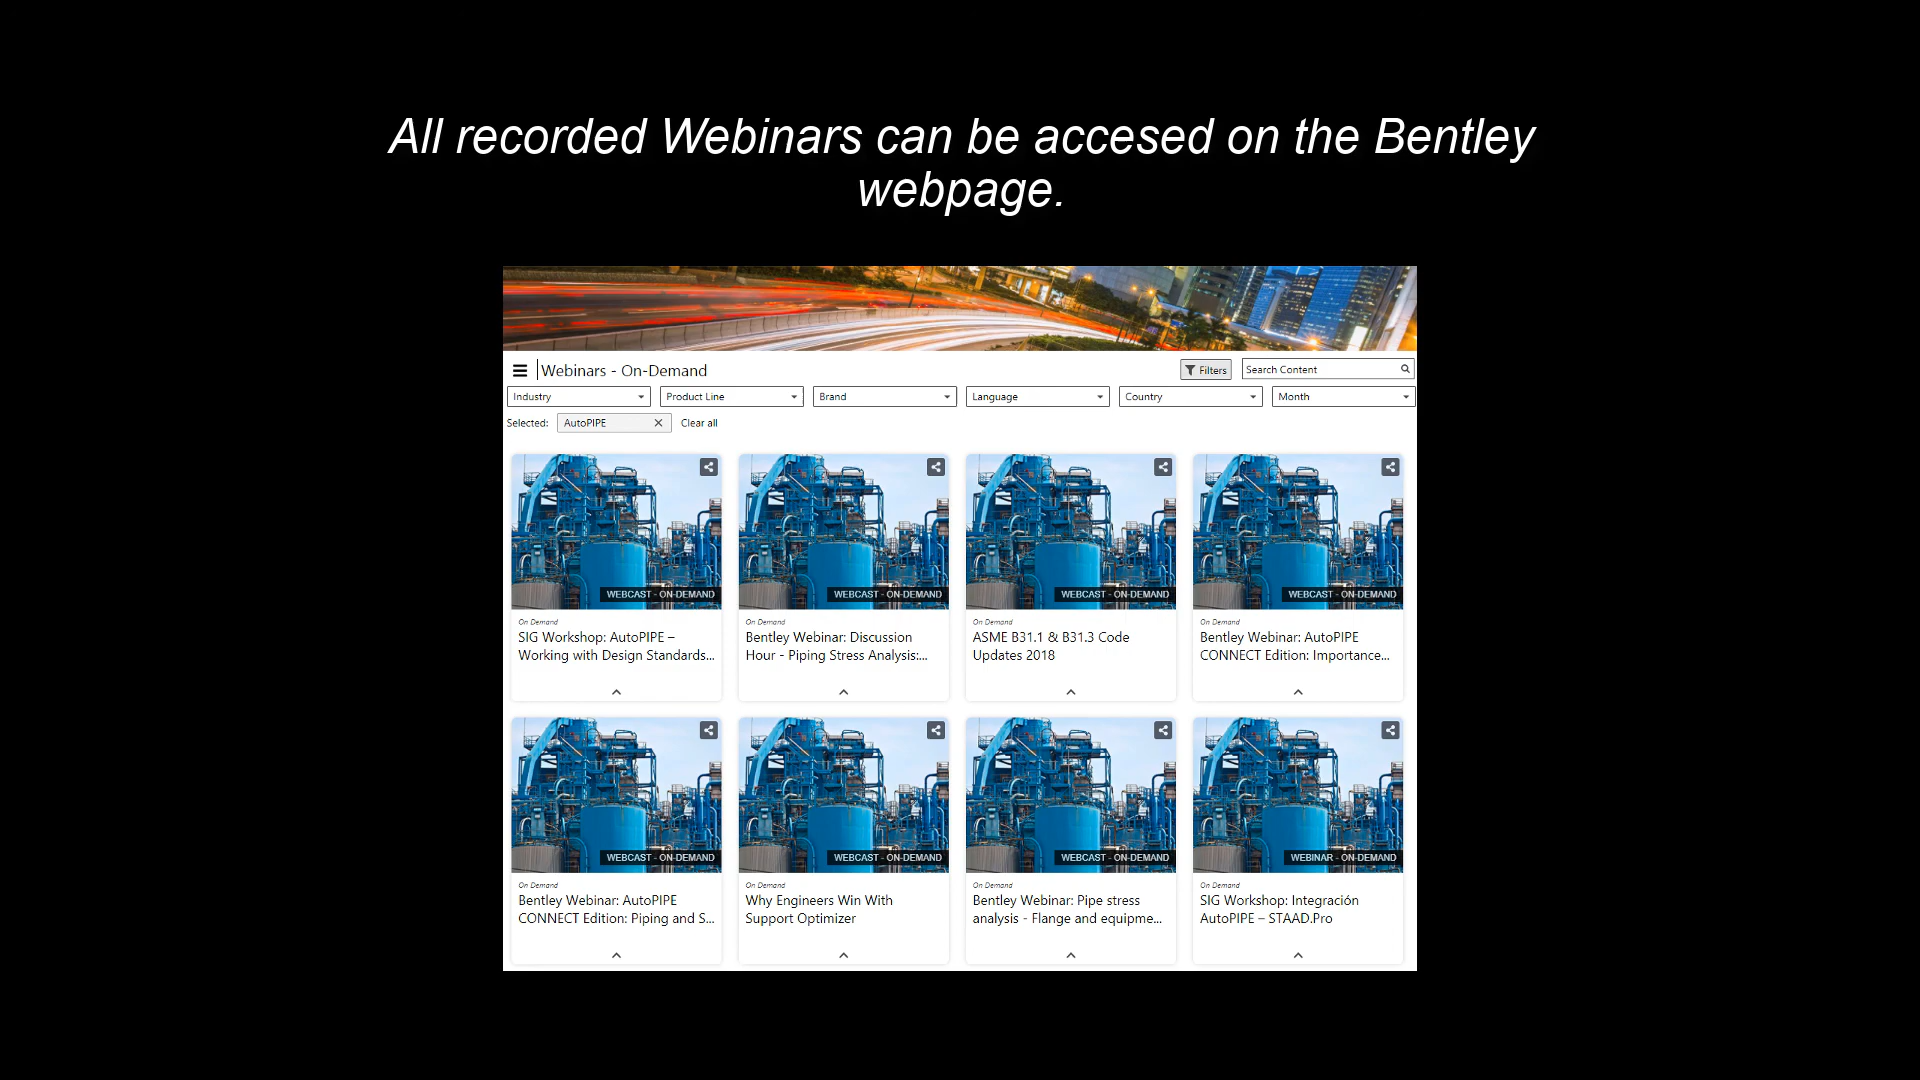 All recorded Webinars can be accesed on the Bentley
webpage.
Webinars - On-Demand
Filters
Search Content
Industry
Product Line
Brand
Language
Country
Month
Selected:
AutoPIPE
Clear all
WEBCAST - ON-DEMAND
On Demand
SIG Workshop: AutoPIPE –
Working with Design Standards...
WEBCAST - ON-DEMAND
On Demand
Bentley Webinar: Discussion
Hour - Piping Stress Analysis:...
WEBCAST - ON-DEMAND
On Demand
ASME B31.1 & B31.3 Code
Updates 2018
WEBCAST - ON-DEMAND
On Demand
Bentley Webinar: AutoPIPE
CONNECT Edition: Importance...
WEBCAST - ON-DEMAND
On Demand
Bentley Webinar: AutoPIPE
CONNECT Edition: Piping and S...
WEBCAST - ON-DEMAND
On Demand
Why Engineers Win With
Support Optimizer
WEBCAST - ON-DEMAND
On Demand
Bentley Webinar: Pipe stress
analysis - Flange and equipme...
WEBINAR - ON-DEMAND
On Demand
SIG Workshop: Integración
AutoPIPE – STAAD.Pro